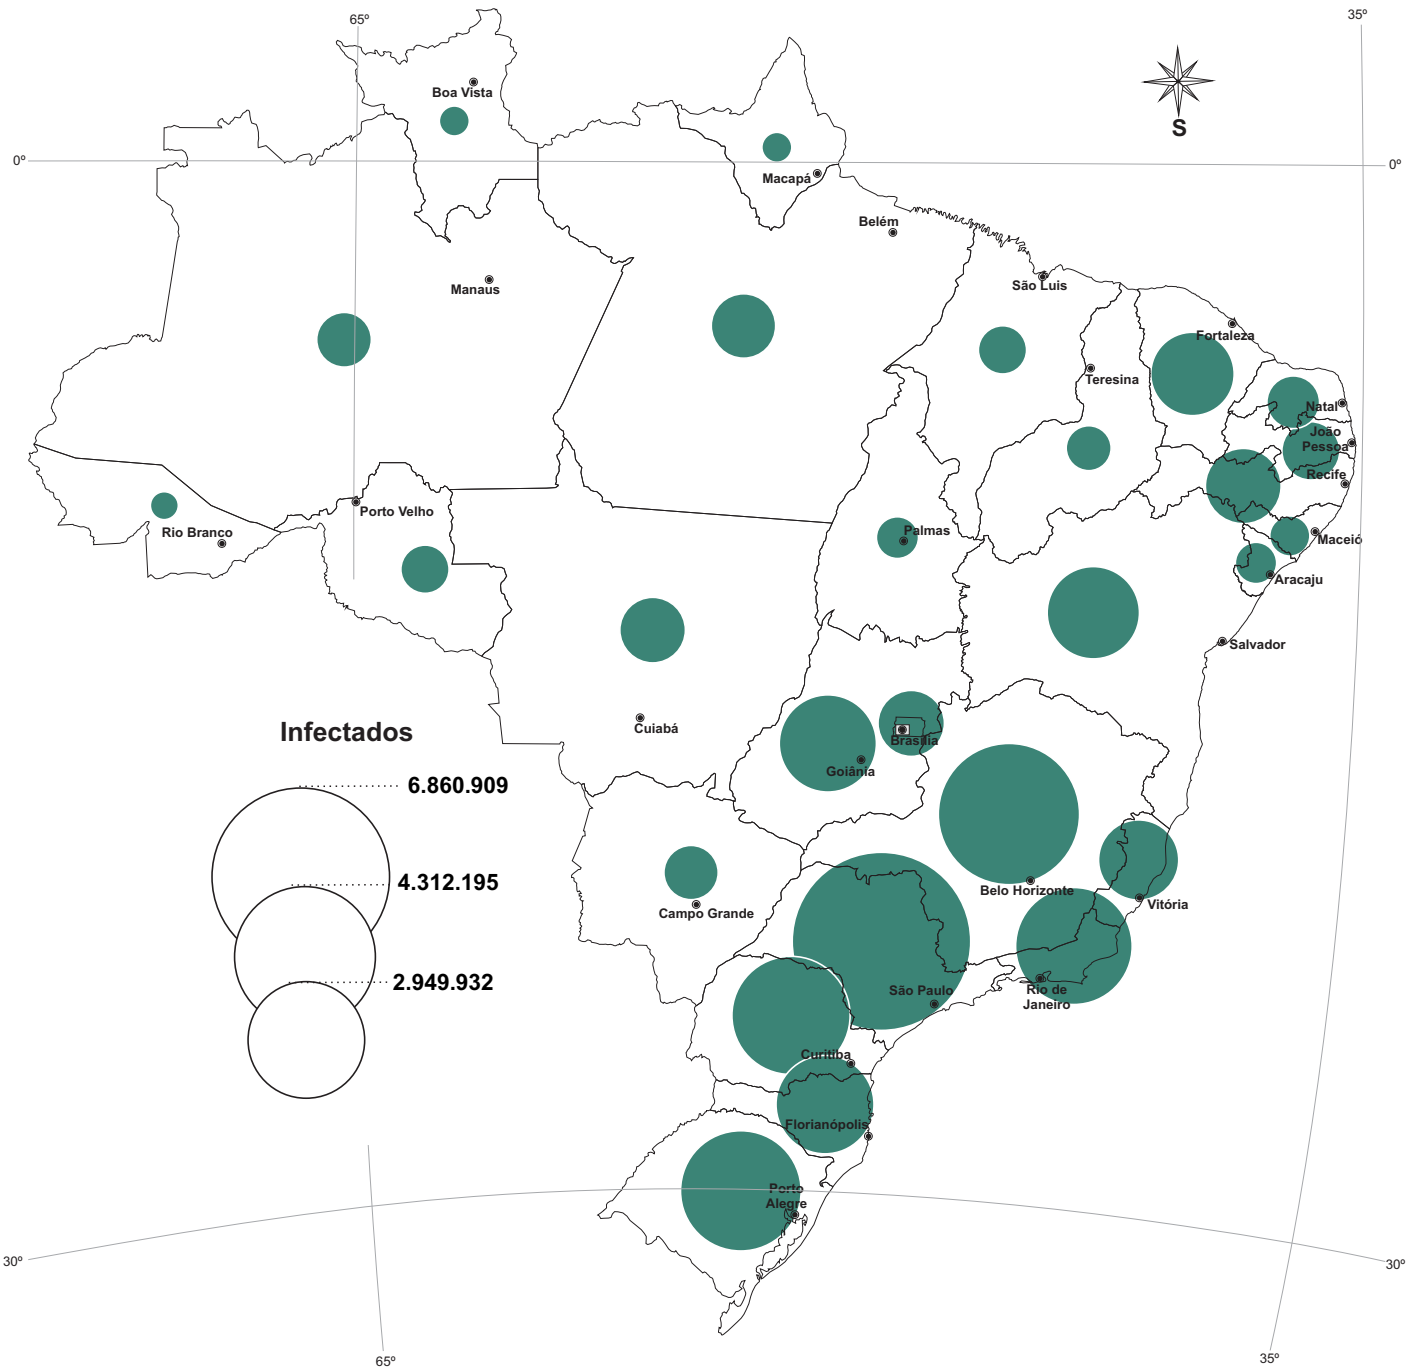 65º
35º
Boa Vista
S
0º
0º
Macapá
Belém
Manaus
São Luis
Fortaleza
Teresina
Natal
João
Pessoa
Recife
Porto Velho
Rio Branco
Palmas
Maceió
Aracaju
Salvador
Cuiabá
Infectados
Brasília
Goiânia
6.860.909
4.312.195
2.949.932
Belo Horizonte
Vitória
Campo Grande
São Paulo
Rio de
Janeiro
Curitiba
Florianópolis
Porto
Alegre
30º
30º
65º
35º